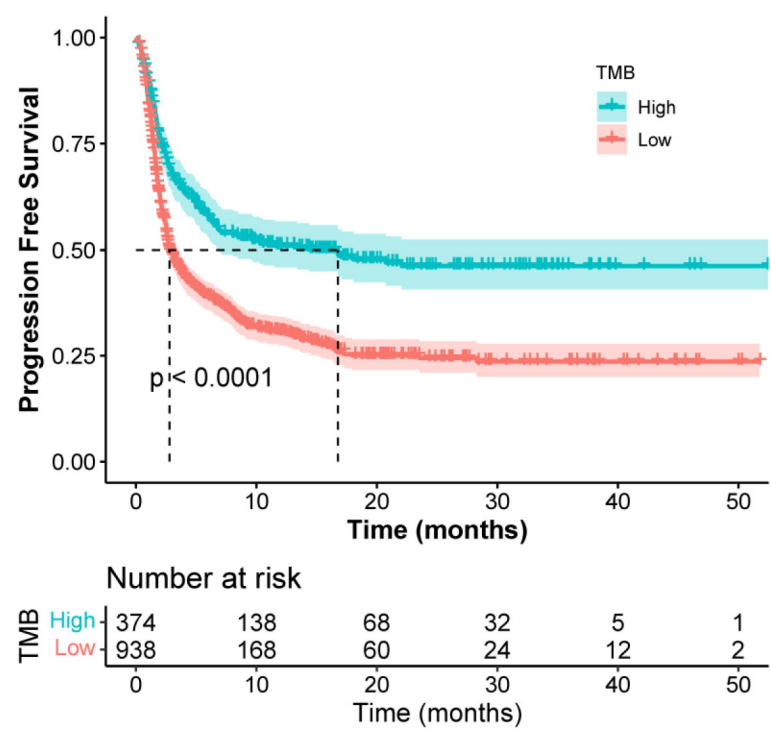 Progression Free Survival
1.00
0.75
0.50
0.25
0.00
TMB
High
Low
p < 0.0001
0 10 20 30 40 50
Time (months)
Number at risk
TMB
High 374 138 68 32 5 1
Low 938 168 60 24 12 2
0 10 20 30 40 50
Time (months)